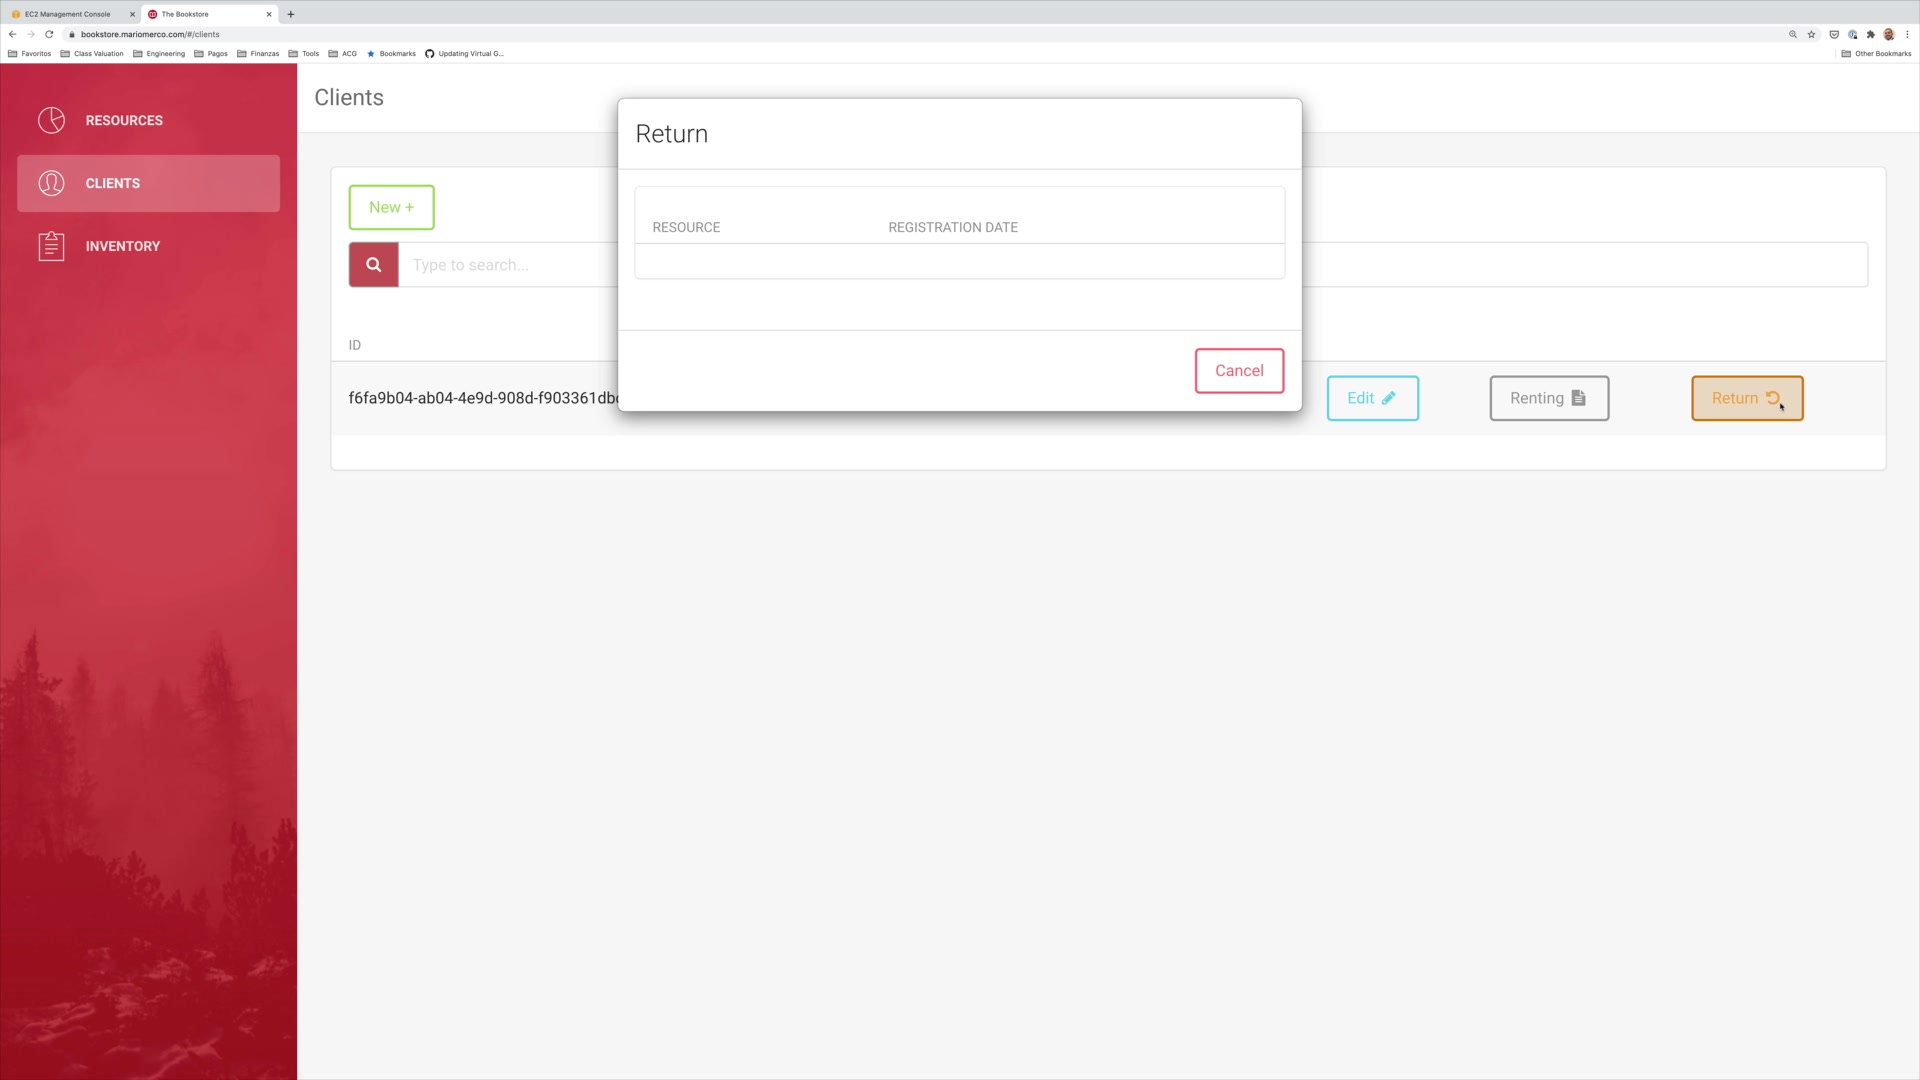 EC2 Management Console
The Bookstore
bookstore.mariomerco.com/#/clients
Favoritos
Class Valuation
Engineering
Pagos
Finanzas
Tools
ACG
Bookmarks
Updating Virtual G...
Other Bookmarks
RESOURCES
CLIENTS
INVENTORY
Clients
New +
Type to search...
ID
f6fa9b04-ab04-4e9d-908d-f903361db
Edit
Renting
Return
Return
RESOURCE REGISTRATION DATE
Cancel